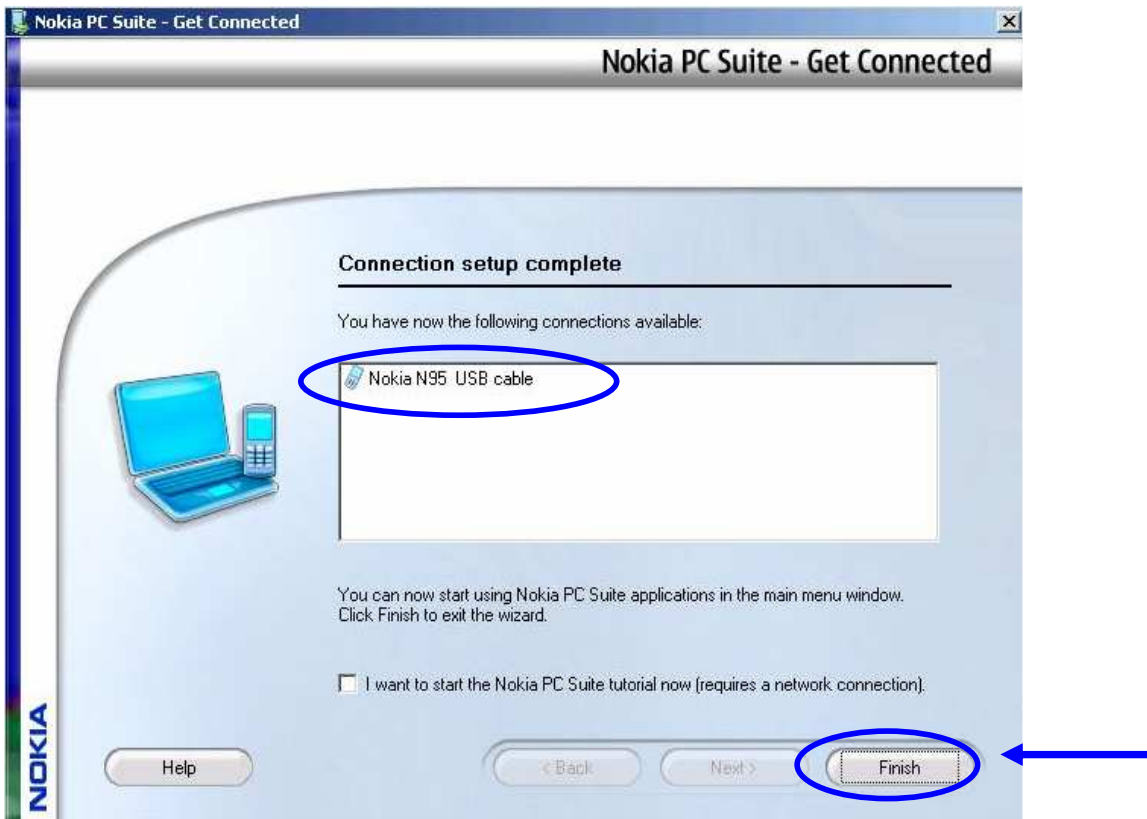 Nokia PC Suite - Get Connected
Nokia PC Suite - Get Connected
Connection setup complete
You have now the following connections available:
Nokia N95 USB cable
You can now start using Nokia PC Suite applications in the main menu window.
Click Finish to exit the wizard.
I want to start the Nokia PC Suite tutorial now (requires a network connection).
NOKIA
Help
< Back
Next >
Finish